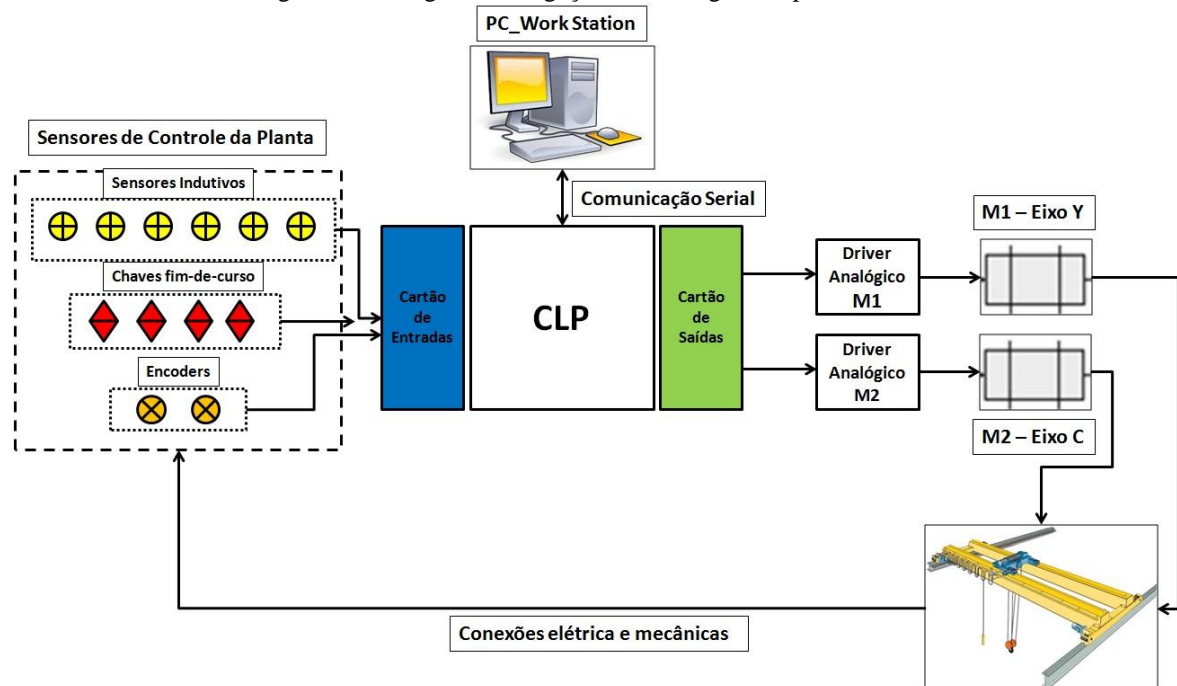 PC_Work Station
Sensores de Controle da Planta
Sensores Indutivos
Chaves fim-de-curso
Encoders
Comunicação Serial
Cartão
de
Entradas
CLP
Cartão
de
Saídas
Driver
Analógico
M1
Driver
Analógico
M2
M1 – Eixo Y
M2 – Eixo C
Conexões elétrica e mecânicas